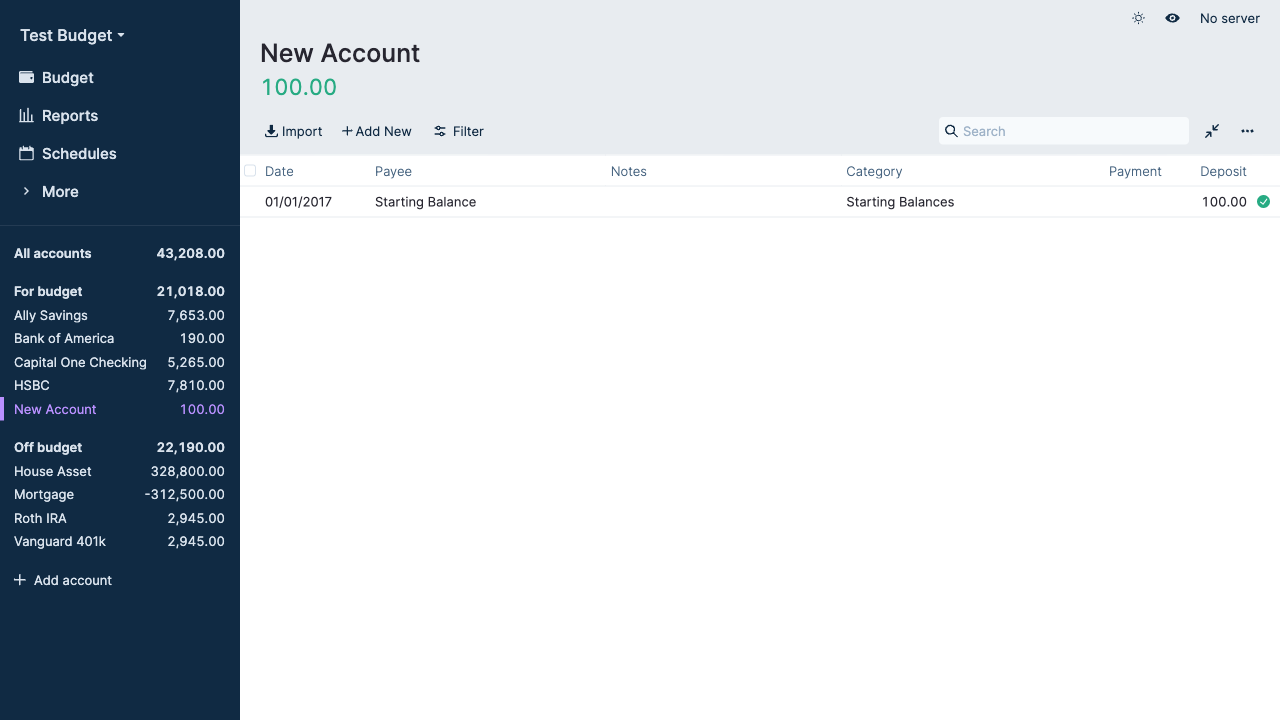 Test Budget
Budget
Reports
Schedules
More
All accounts 43,208.00
For budget 21,018.00
Ally Savings 7,653.00
Bank of America 190.00
Capital One Checking 5,265.00
HSBC 7,810.00
New Account 100.00
Off budget 22,190.00
House Asset 328,800.00
Mortgage -312,500.00
Roth IRA 2,945.00
Vanguard 401k 2,945.00
Add account
No server
New Account
100.00
Import Add New Filter Search
Date Payee Notes Category Payment Deposit
01/01/2017 Starting Balance Starting Balances 100.00